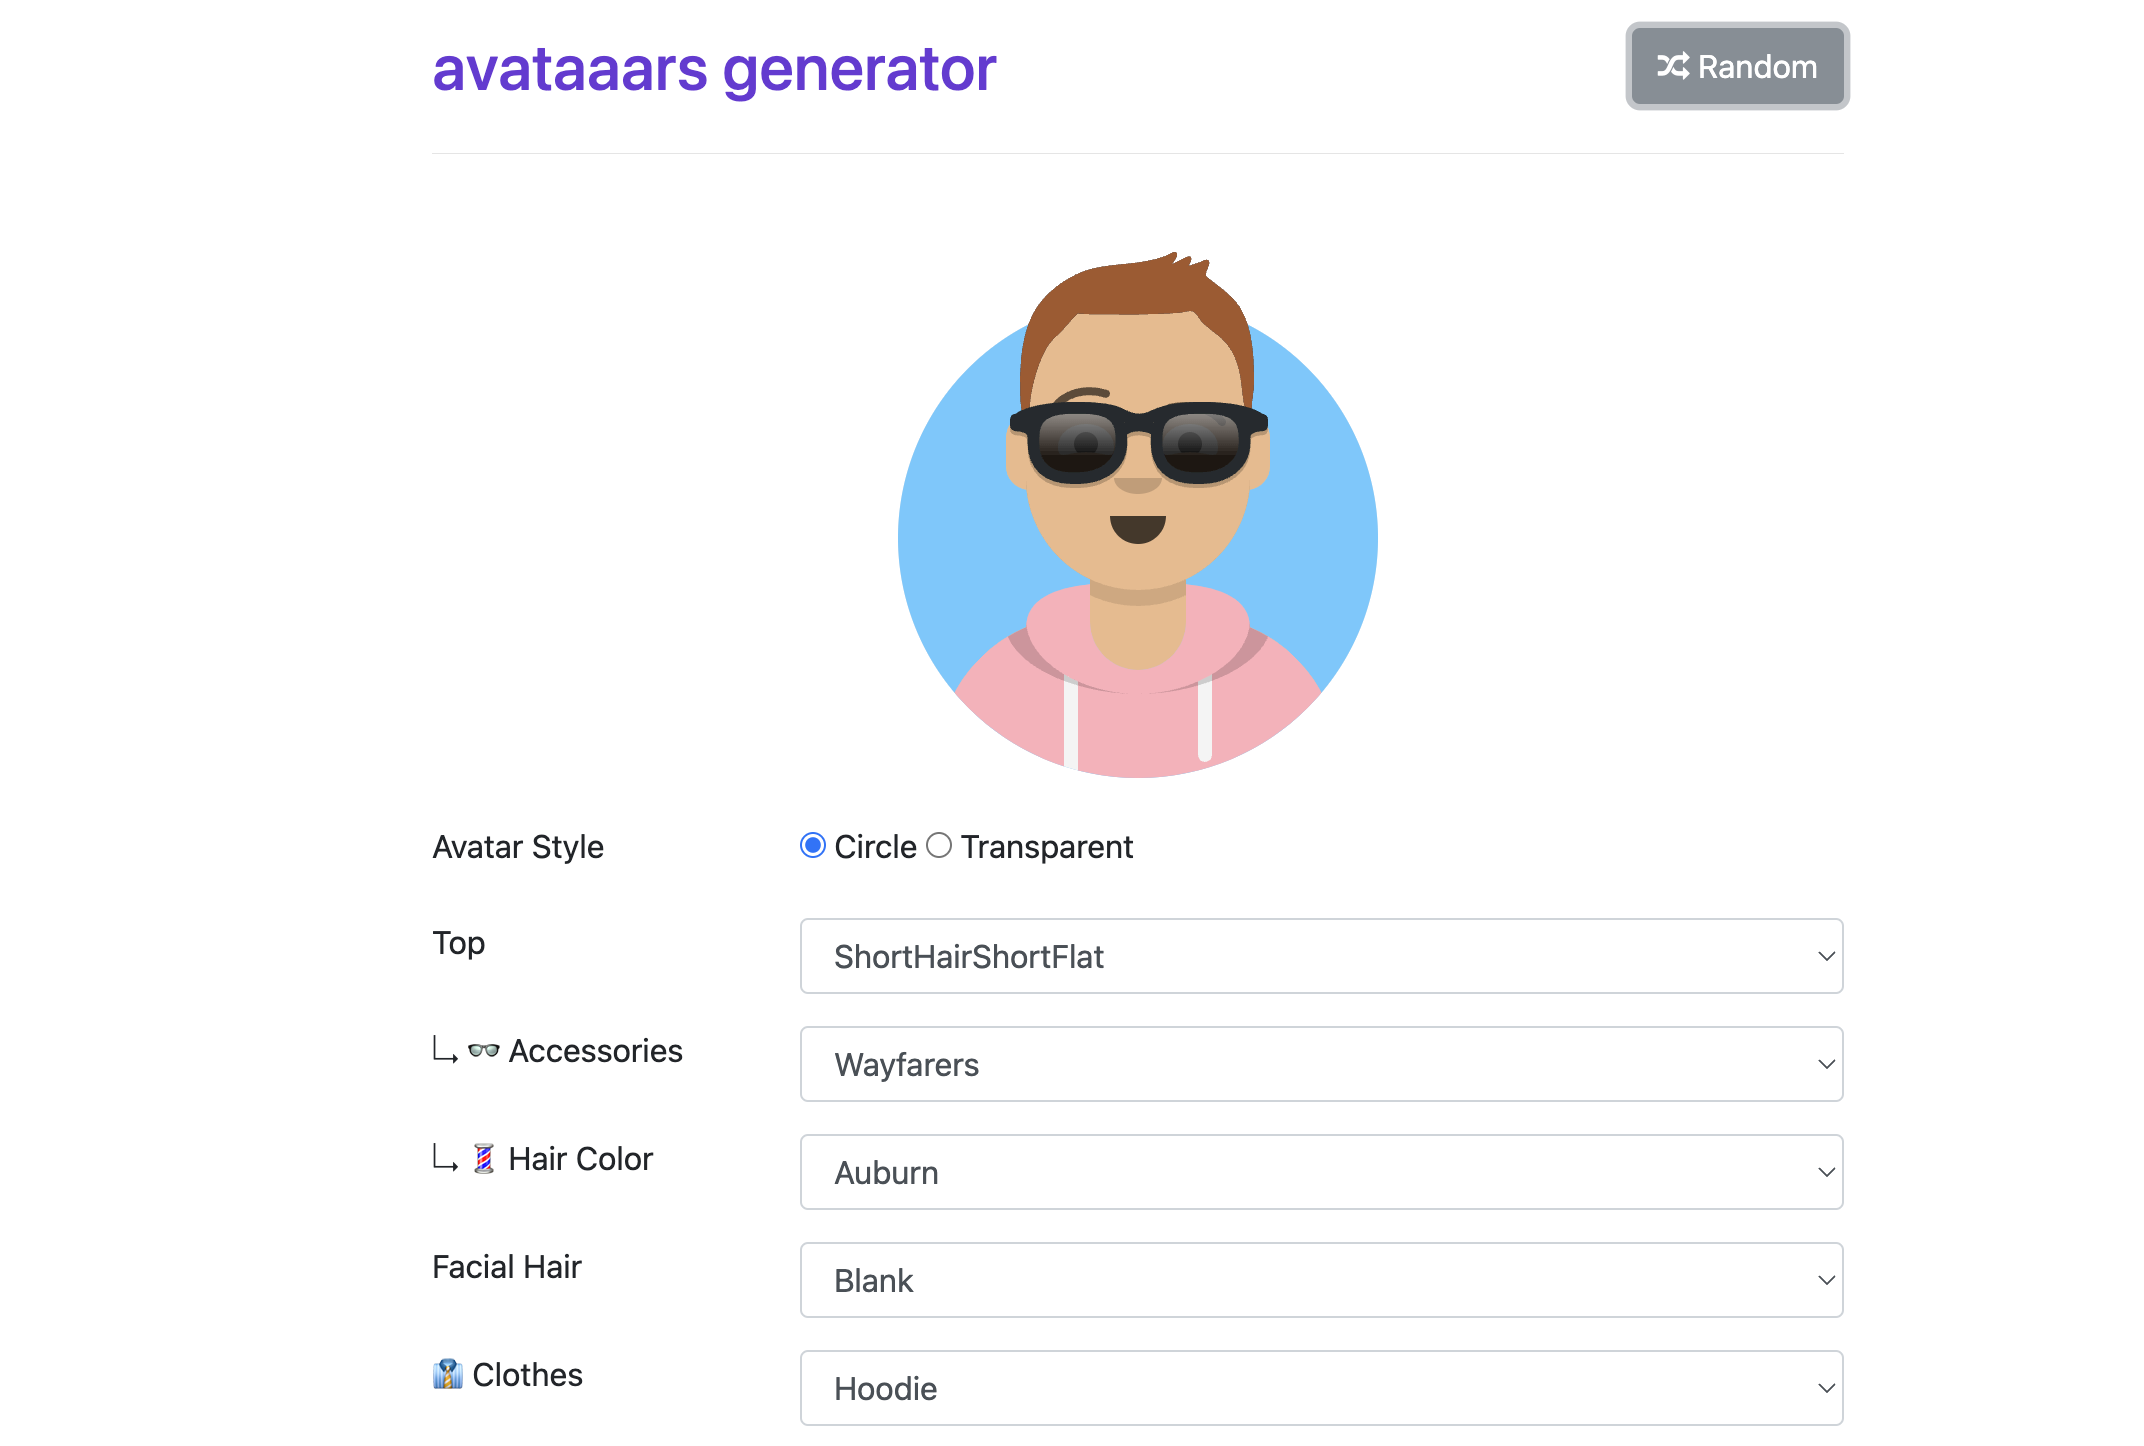 avataaars generator
Random
Avatar Style
Circle Transparent
Top
ShortHairShortFlat
Accessories
Wayfarers
Hair Color
Auburn
Facial Hair
Blank
Clothes
Hoodie